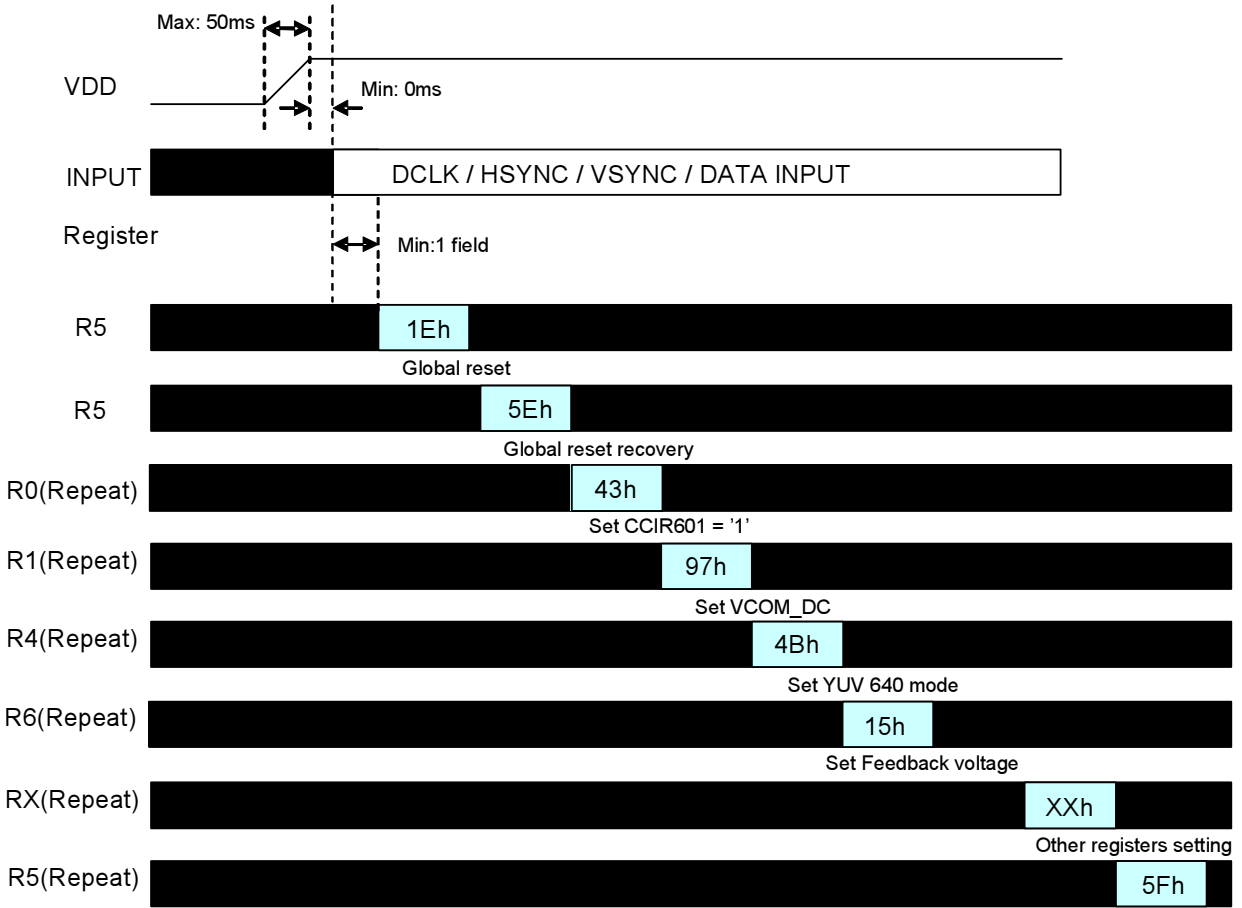 Max: 50ms
VDD
Min: 0ms
INPUT
DCLK / HSYNC / VSYNC / DATA INPUT
Register
Min:1 field
R5
1Eh
Global reset
R5
5Eh
Global reset recovery
R0(Repeat)
43h
Set CCIR601 = ’1’
R1(Repeat)
97h
Set VCOM_DC
R4(Repeat)
4Bh
Set YUV 640 mode
R6(Repeat)
15h
Set Feedback voltage
RX(Repeat)
XXh
Other registers setting
R5(Repeat)
5Fh